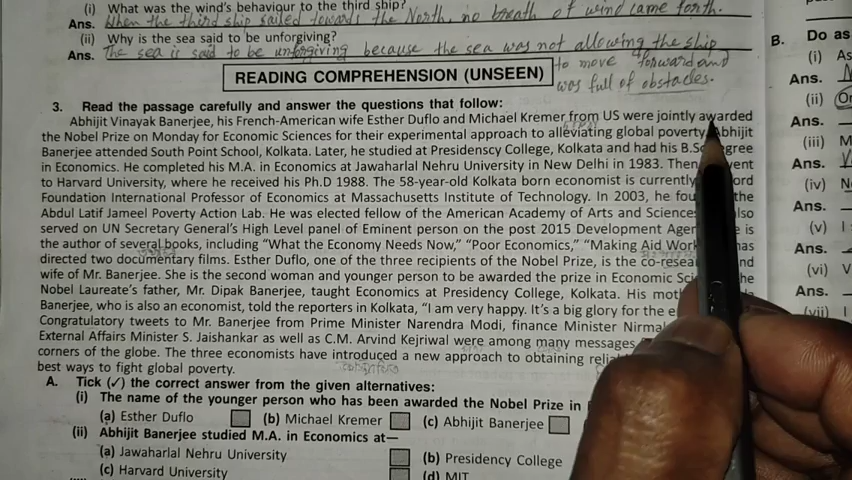 (i) What was the wind's behaviour to the third ship?
Ans. When the third ship sailed towards the North, no breath of wind came forth.
(ii) Why is the sea said to be unforgiving?
Ans. The sea is said to be unforgiving because the sea was not allowing the ship
to move forward and
was full of obstacles.
READING COMPREHENSION (UNSEEN)
3. Read the passage carefully and answer the questions that follow:
Abhijit Vinayak Banerjee, his French-American wife Esther Duflo and Michael Kremer from US were jointly awarded
the Nobel Prize on Monday for Economic Sciences for their experimental approach to alleviating global poverty. Abhijit
Banerjee attended South Point School, Kolkata. Later, he studied at Presidenscy College, Kolkata and had his B.Sc degree
in Economics. He completed his M.A. in Economics at Jawaharlal Nehru University in New Delhi in 1983. Then went
to Harvard University, where he received his Ph.D 1988. The 58-year-old Kolkata born economist is currently
Foundation International Professor of Economics at Massachusetts Institute of Technology. In 2003, he
Abdul Latif Jameel Poverty Action Lab. He was elected fellow of the American Academy of Arts and Sciences
served on UN Secretary General's High Level panel of Eminent person on the post 2015 Development is
the author of several books, including "What the Economy Needs Now," "Poor Economics," "Making Aid Work has
directed two documentary films. Esther Duflo, one of the three recipients of the Nobel Prize, is the
wife of Mr. Banerjee. She is the second woman and younger person to be awarded the prize in Economic
Nobel Laureate's father, Mr. Dipak Banerjee, taught Economics at Presidency College, Kolkata. His
Banerjee, who is also an economist, told the reporters in Kolkata, "I am very happy. It's a big glory for the
Congratulatory tweets to Mr. Banerjee from Prime Minister Narendra Modi, finance Minister
External Affairs Minister S. Jaishankar as well as C.M. Arvind Kejriwal were among many messages
corners of the globe. The three economists have introduced a new approach to obtaining
best ways to fight global poverty.
A. Tick (✓) the correct answer from the given alternatives:
(i) The name of the younger person who has been awarded the Nobel Prize in
(a) Esther Duflo (b) Michael Kremer (c) Abhijit Banerjee
(ii) Abhijit Banerjee studied M.A. in Economics at—
(a) Jawaharlal Nehru University (b) Presidency College
(c) Harvard University (d) MIT
B. Do as
(i)
Ans.
(ii)
Ans.
(iii)
Ans.
(iv)
Ans.
(v) I
Ans.
(vi)
Ans.
(vii) I